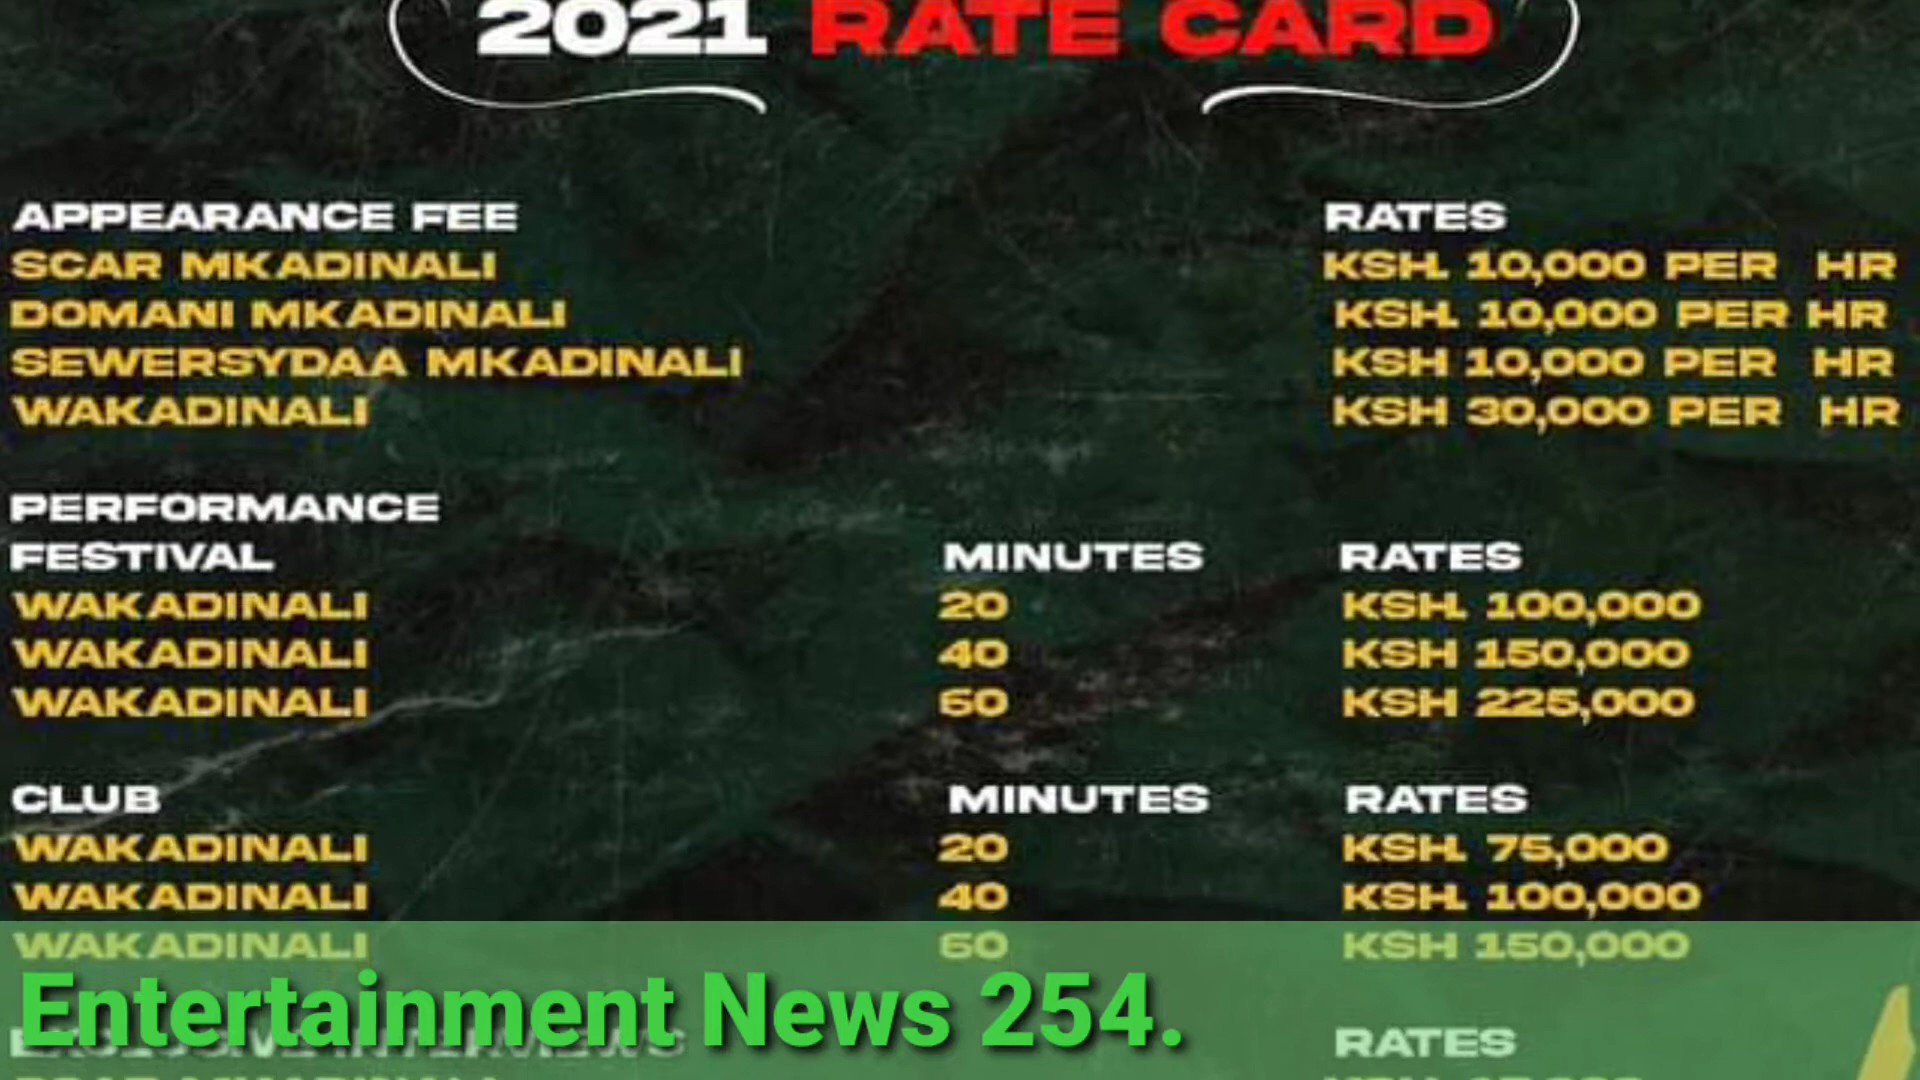 2021 RATE CARD
APPEARANCE FEE RATES
SCAR MKADINALI KSH. 10,000 PER HR
DOMANI MKADINALI KSH. 10,000 PER HR
SEWERSYDAA MKADINALI KSH 10,000 PER HR
WAKADINALI KSH 30,000 PER HR
PERFORMANCE
FESTIVAL MINUTES RATES
WAKADINALI 20 KSH. 100,000
WAKADINALI 40 KSH 150,000
WAKADINALI 60 KSH 225,000
CLUB MINUTES RATES
WAKADINALI 20 KSH. 75,000
WAKADINALI 40 KSH. 100,000
WAKADINALI 60 KSH 150,000
Entertainment News 254.
EXCLUSIVE INTERVIEWS RATES